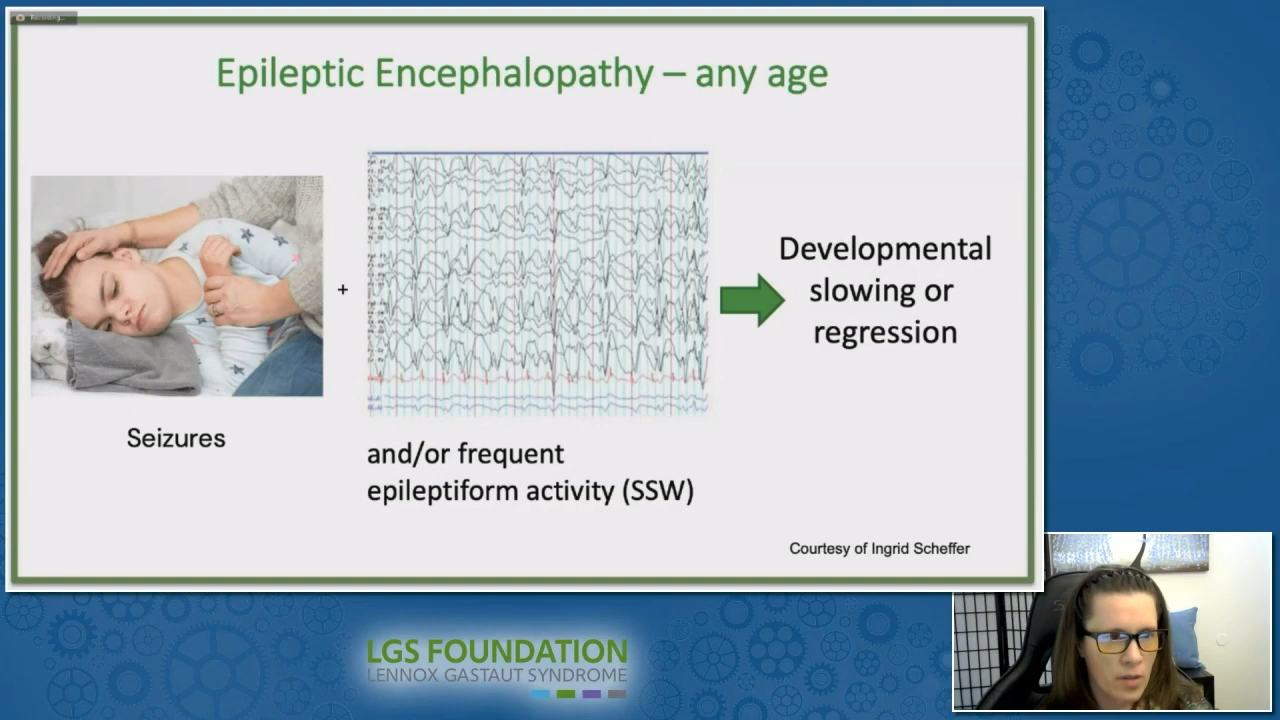 Recording...
Epileptic Encephalopathy – any age
+
Developmental
slowing or
regression
Seizures
and/or frequent
epileptiform activity (SSW)
Courtesy of Ingrid Scheffer
LGS FOUNDATION
LENNOX GASTAUT SYNDROME